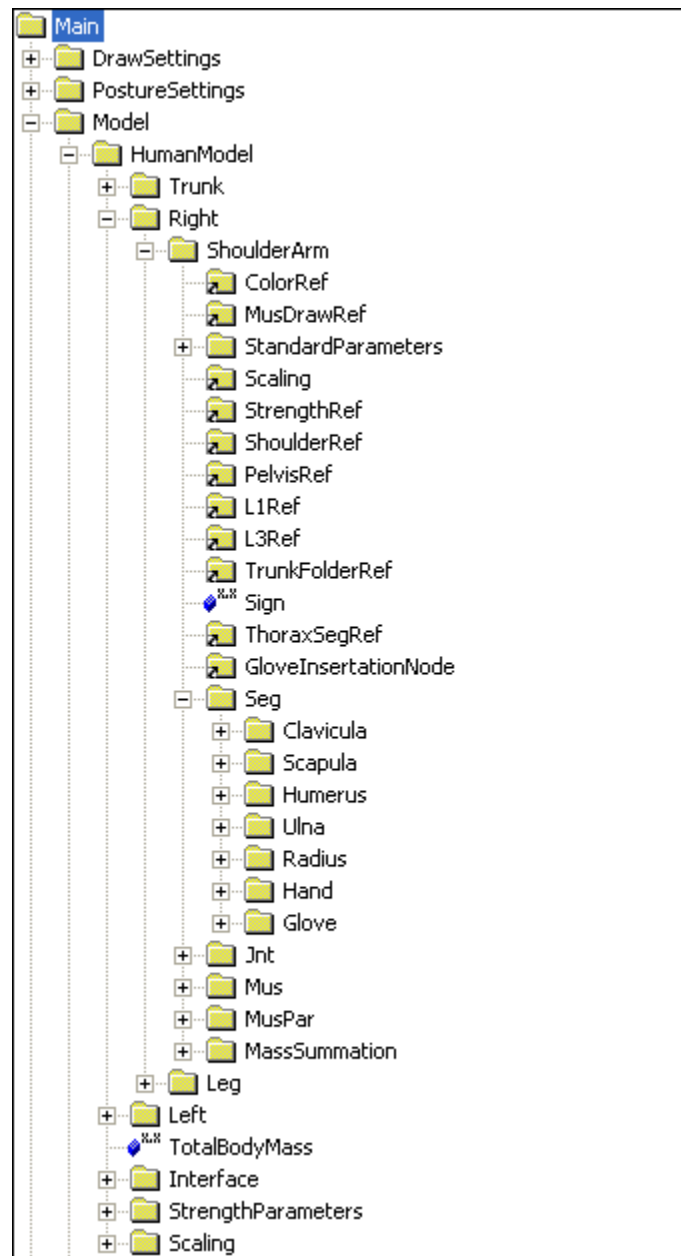 Main
DrawSettings
PostureSettings
Model
HumanModel
Trunk
Right
ShoulderArm
ColorRef
MusDrawRef
StandardParameters
Scaling
StrengthRef
ShoulderRef
PelvisRef
L1Ref
L3Ref
TrunkFolderRef
Sign
ThoraxSegRef
GloveInsertationNode
Seg
Clavicula
Scapula
Humerus
Ulna
Radius
Hand
Glove
Jnt
Mus
MusPar
MassSummation
Leg
Left
TotalBodyMass
Interface
StrengthParameters
Scaling